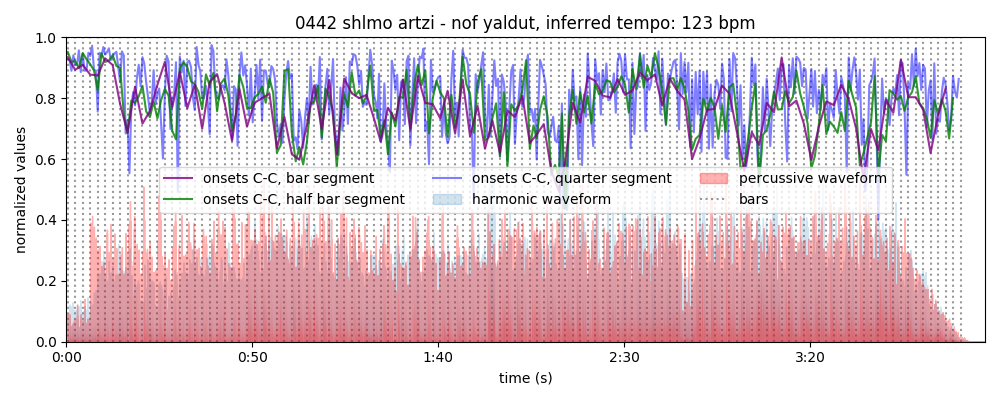 0442 shlmo artzi - nof yaldut, inferred tempo: 123 bpm
1.0
0.8
0.6
0.4
0.2
0.0
normalized values
onsets C-C, bar segment
onsets C-C, half bar segment
onsets C-C, quarter segment
harmonic waveform
percussive waveform
bars
0:00
0:50
1:40
2:30
3:20
time (s)